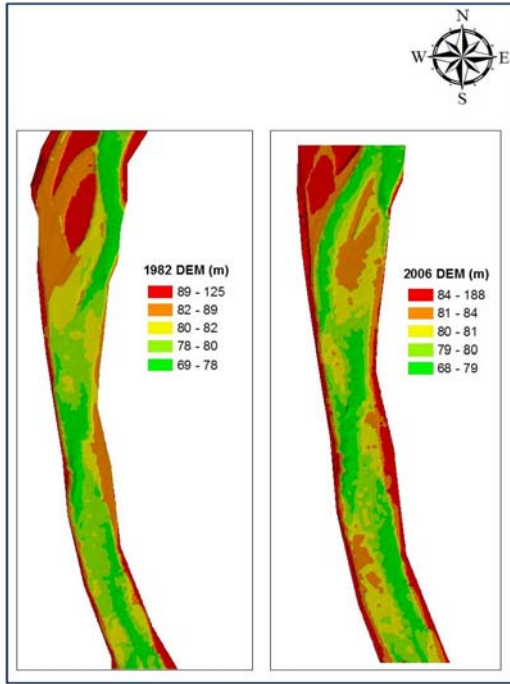 N
W E
S
1982 DEM (m)
89 - 125
82 - 89
80 - 82
78 - 80
69 - 78
2006 DEM (m)
84 - 188
81 - 84
80 - 81
79 - 80
68 - 79